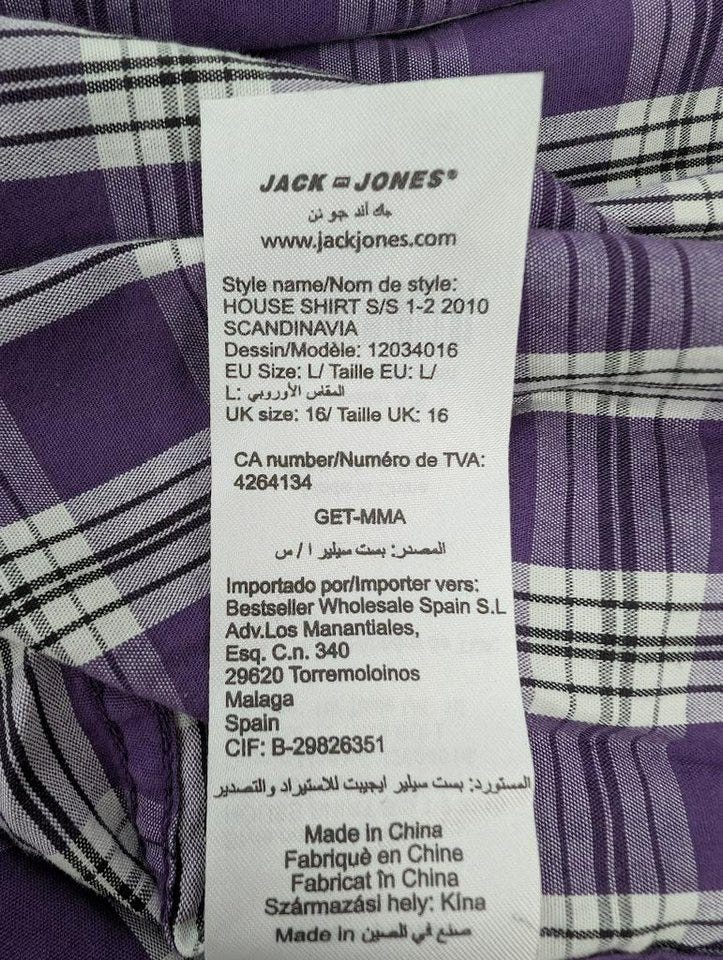 JACK JONES®
جاك أند جونن
www.jackjones.com
Style name/Nom de style:
HOUSE SHIRT S/S 1-2 2010
SCANDINAVIA
Dessin/Modèle: 12034016
EU Size: L/ Taille EU: L/
المقاس الأوروبي: L
UK size: 16/ Taille UK: 16
CA number/Numéro de TVA:
4264134
GET-MMA
المصدر: بست سيلير ا / س
Importado por/Importer vers:
Bestseller Wholesale Spain S.L
Adv.Los Manantiales,
Esq. C.n. 340
29620 Torremoloinos
Malaga
Spain
CIF: B-29826351
المستورد: بست سيلير ايجيبت للاستيراد والتصدير
Made in China
Fabriquè en Chine
Fabricat în China
Származási hely: Kína
Made in صنع في الصين